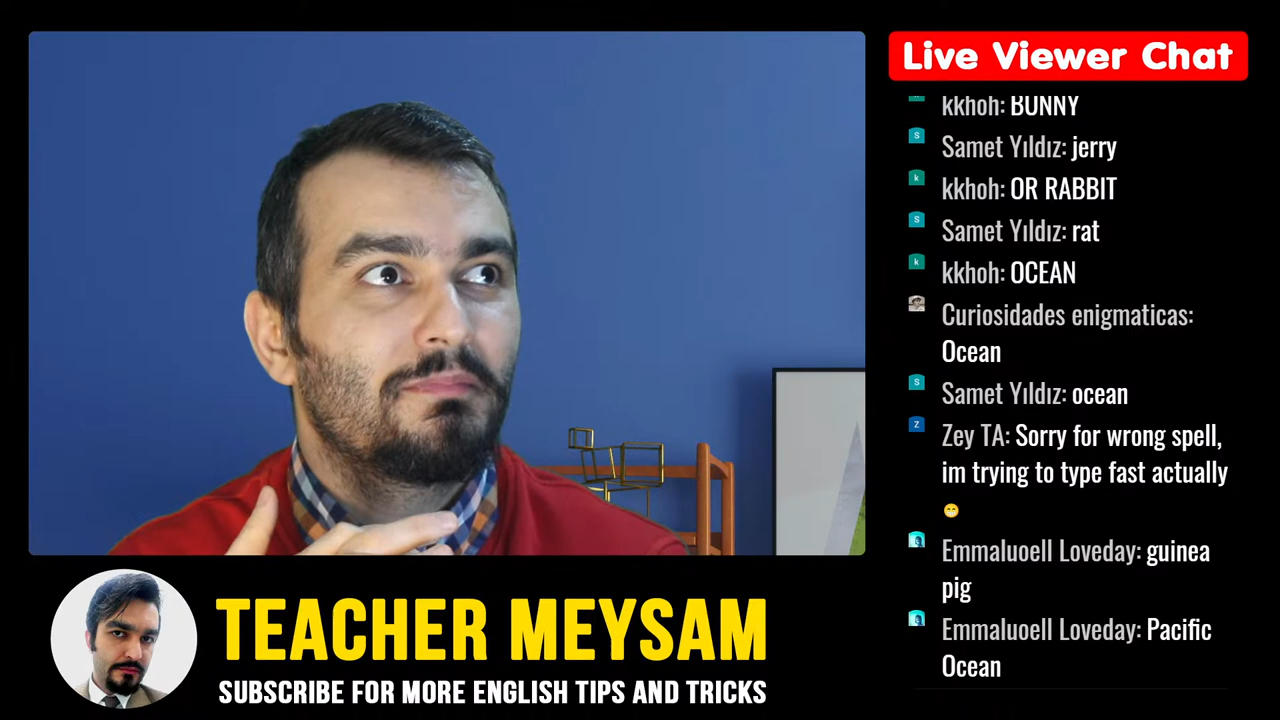 Live Viewer Chat
kkhoh: BUNNY
Samet Yıldız: jerry
kkhoh: OR RABBIT
Samet Yıldız: rat
kkhoh: OCEAN
Curiosidades enigmaticas:
Ocean
Samet Yıldız: ocean
Zey TA: Sorry for wrong spell,
im trying to type fast actually
😁
Emmaluoell Loveday: guinea
pig
Emmaluoell Loveday: Pacific
Ocean
TEACHER MEYSAM
SUBSCRIBE FOR MORE ENGLISH TIPS AND TRICKS